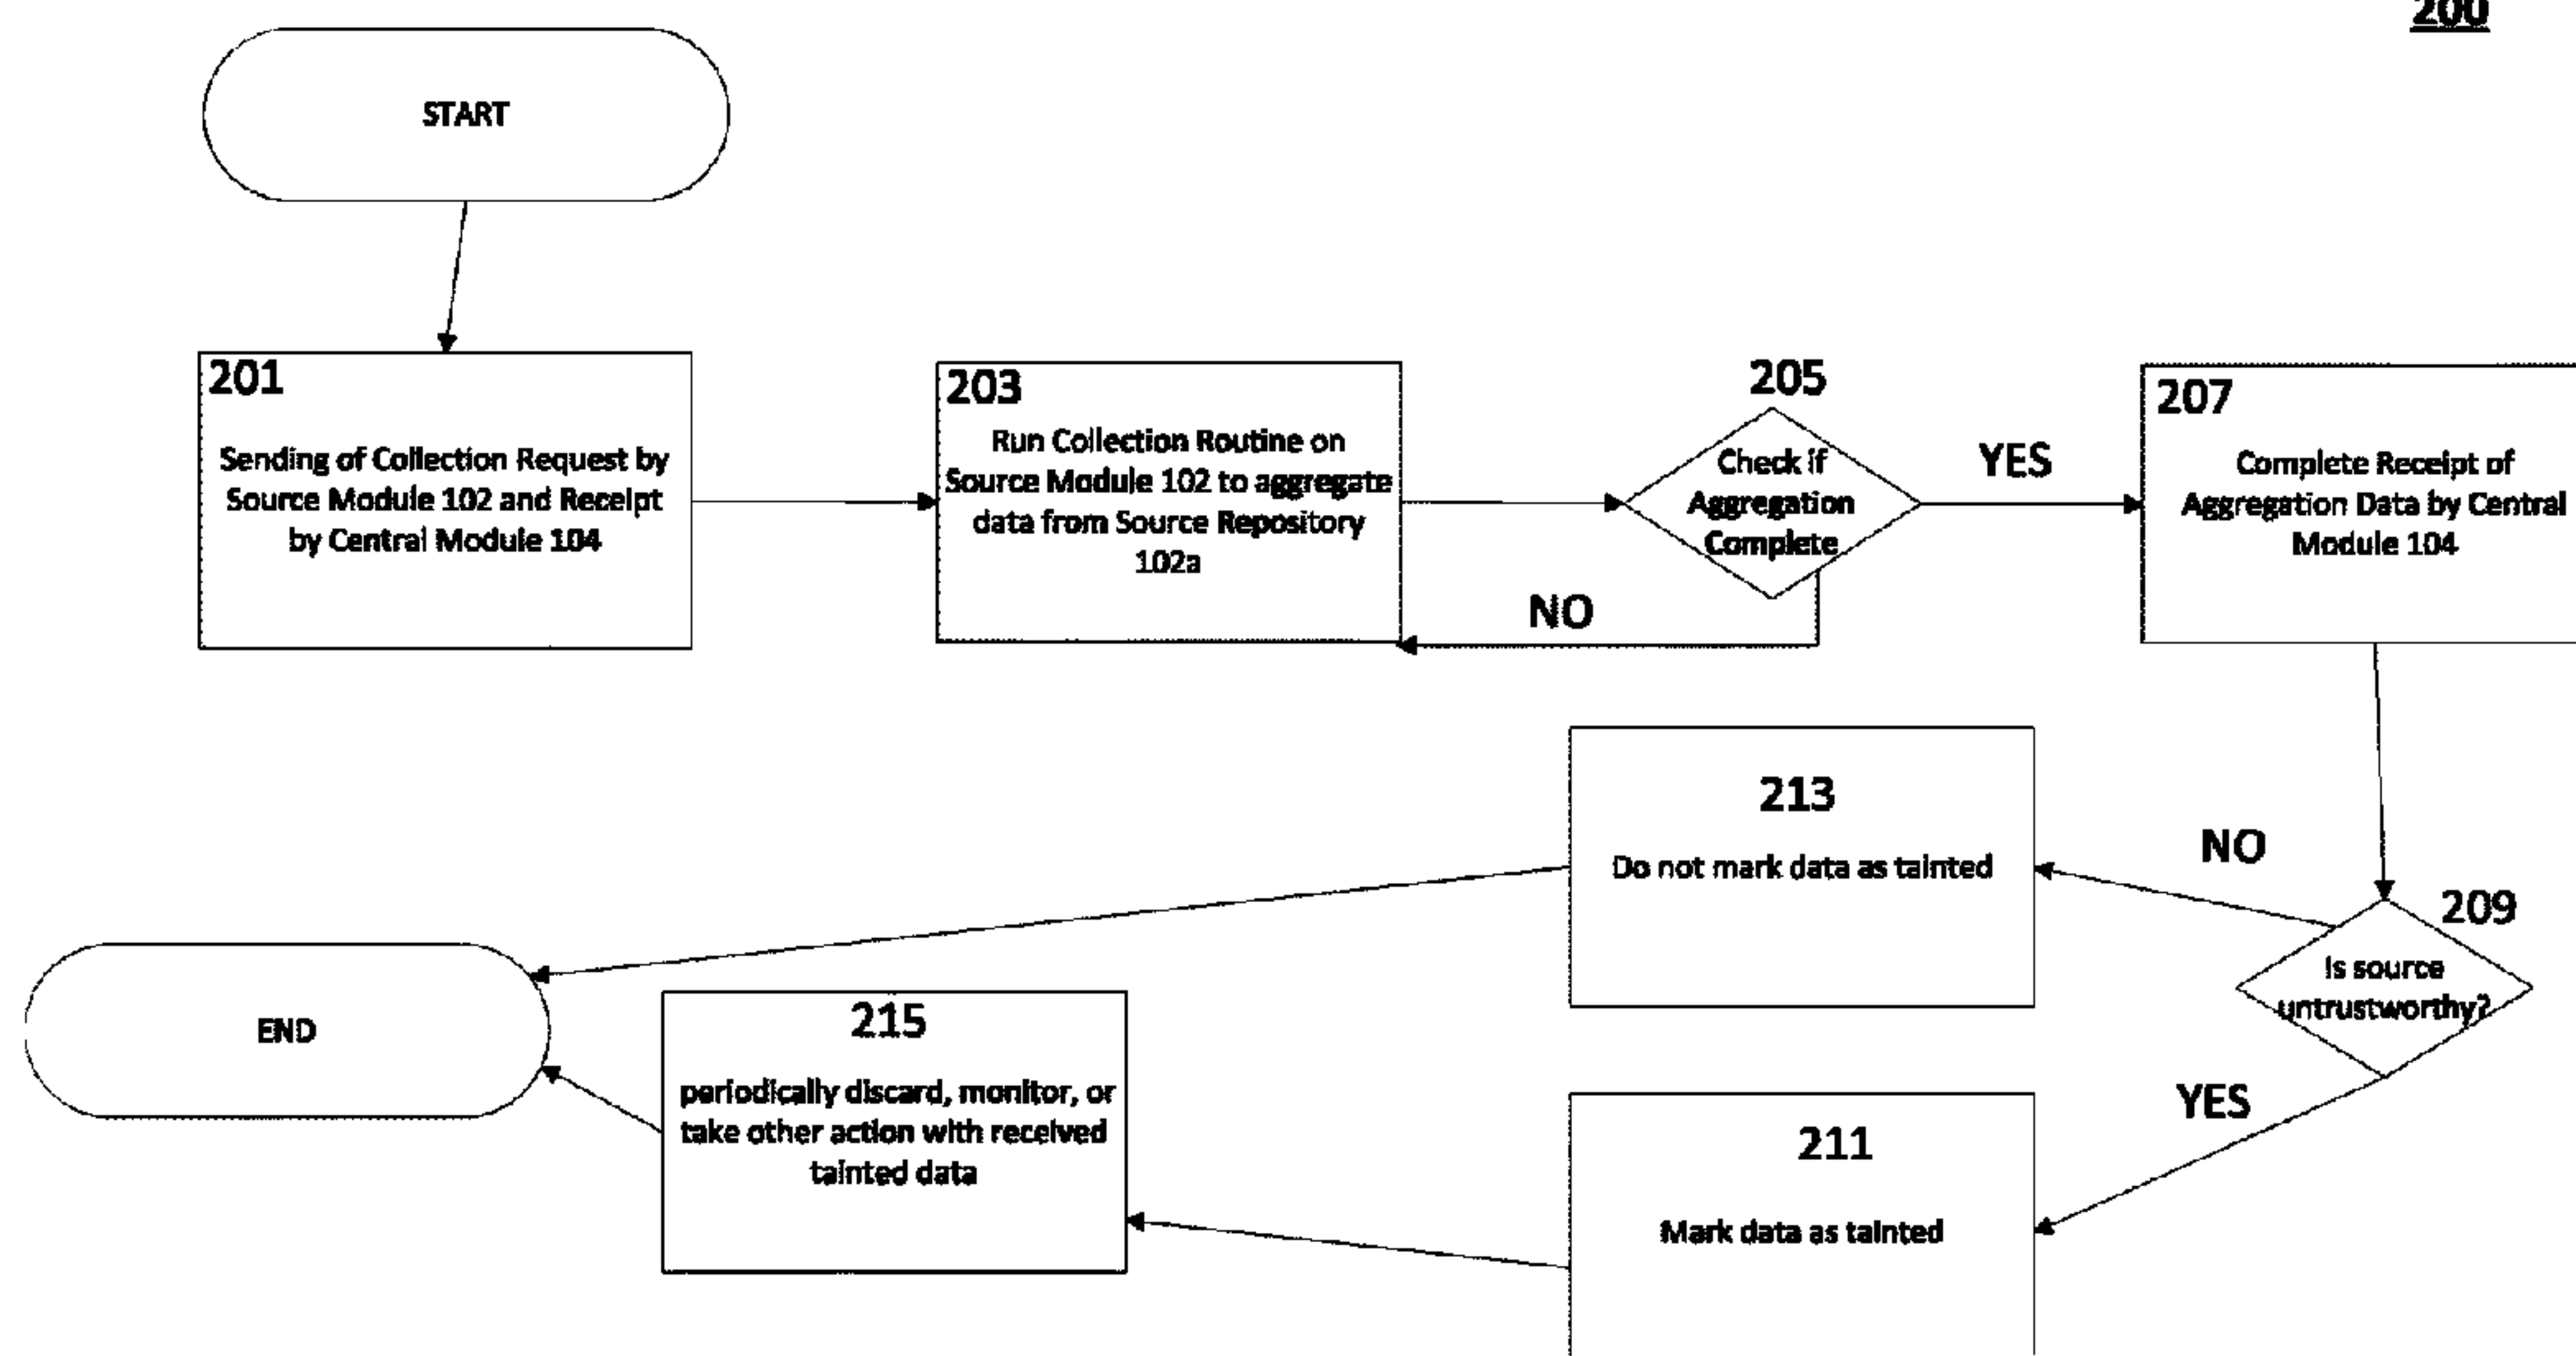 200
START
201
Sending of Collection Request by
Source Module 102 and Receipt
by Central Module 104
203
Run Collection Routine on
Source Module 102 to aggregate
data from Source Repository
102a
205
Check if
Aggregation
Complete
YES
NO
207
Complete Receipt of
Aggregation Data by Central
Module 104
209
Is source
untrustworthy?
NO
213
Do not mark data as tainted
YES
211
Mark data as tainted
215
periodically discard, monitor, or
take other action with received
tainted data
END